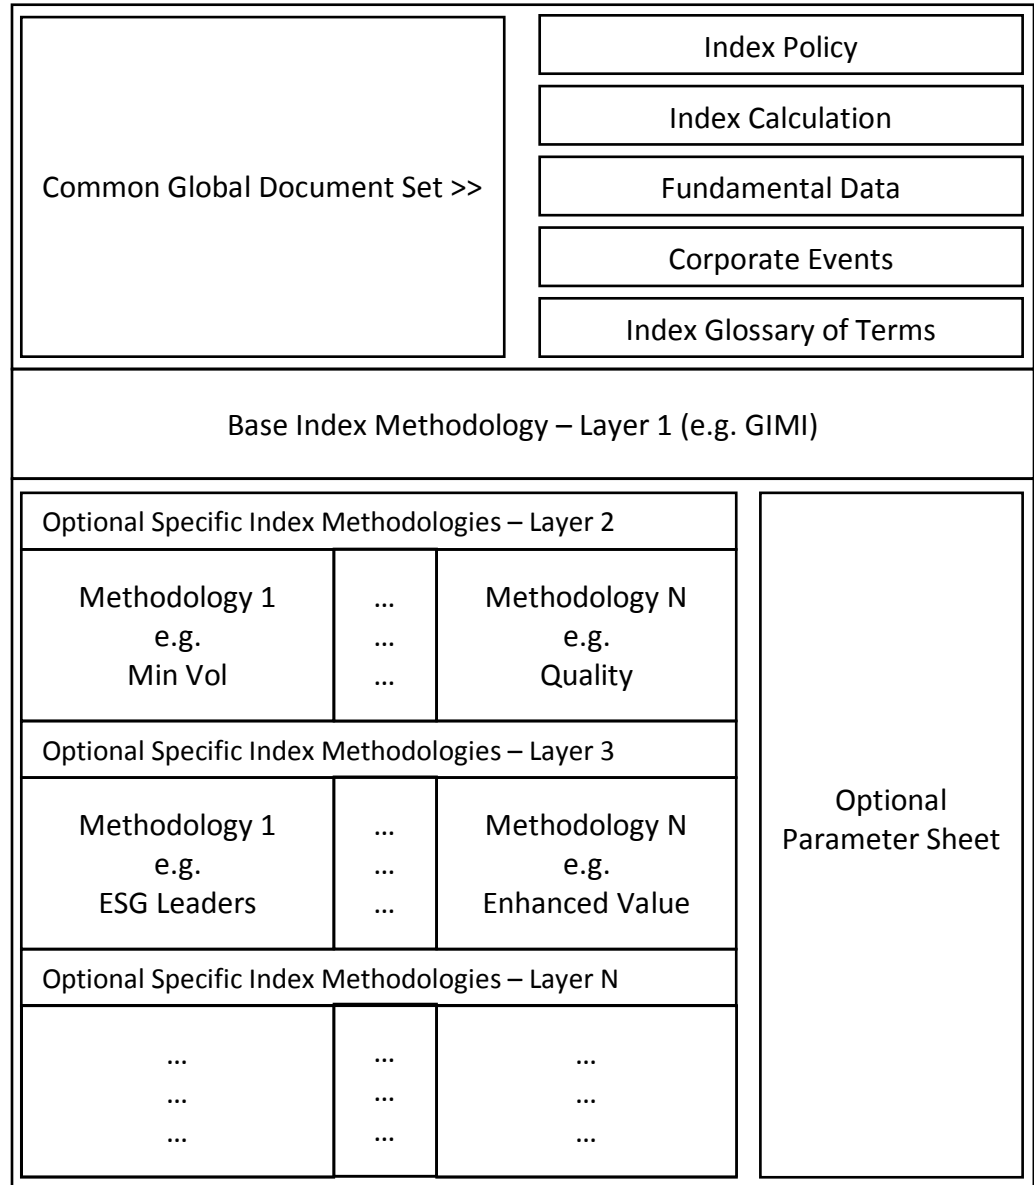 Common Global Document Set >>
Index Policy
Index Calculation
Fundamental Data
Corporate Events
Index Glossary of Terms
Base Index Methodology – Layer 1 (e.g. GIMI)
Optional Specific Index Methodologies – Layer 2
Methodology 1
e.g.
Min Vol
...
...
...
Methodology N
e.g.
Quality
Optional Specific Index Methodologies – Layer 3
Methodology 1
e.g.
ESG Leaders
...
...
...
Methodology N
e.g.
Enhanced Value
Optional Specific Index Methodologies – Layer N
...
...
...
...
...
...
...
...
...
Optional
Parameter Sheet